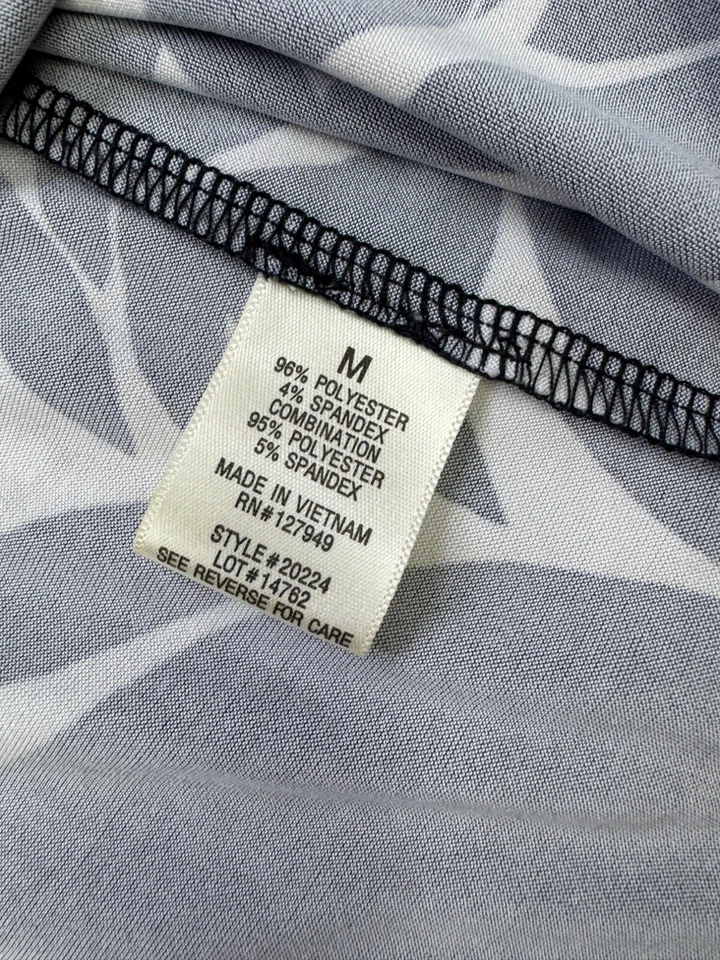 M
96% POLYESTER
4% SPANDEX
COMBINATION
95% POLYESTER
5% SPANDEX
MADE IN VIETNAM
RN#127949
STYLE#20224
LOT#14762
SEE REVERSE FOR CARE